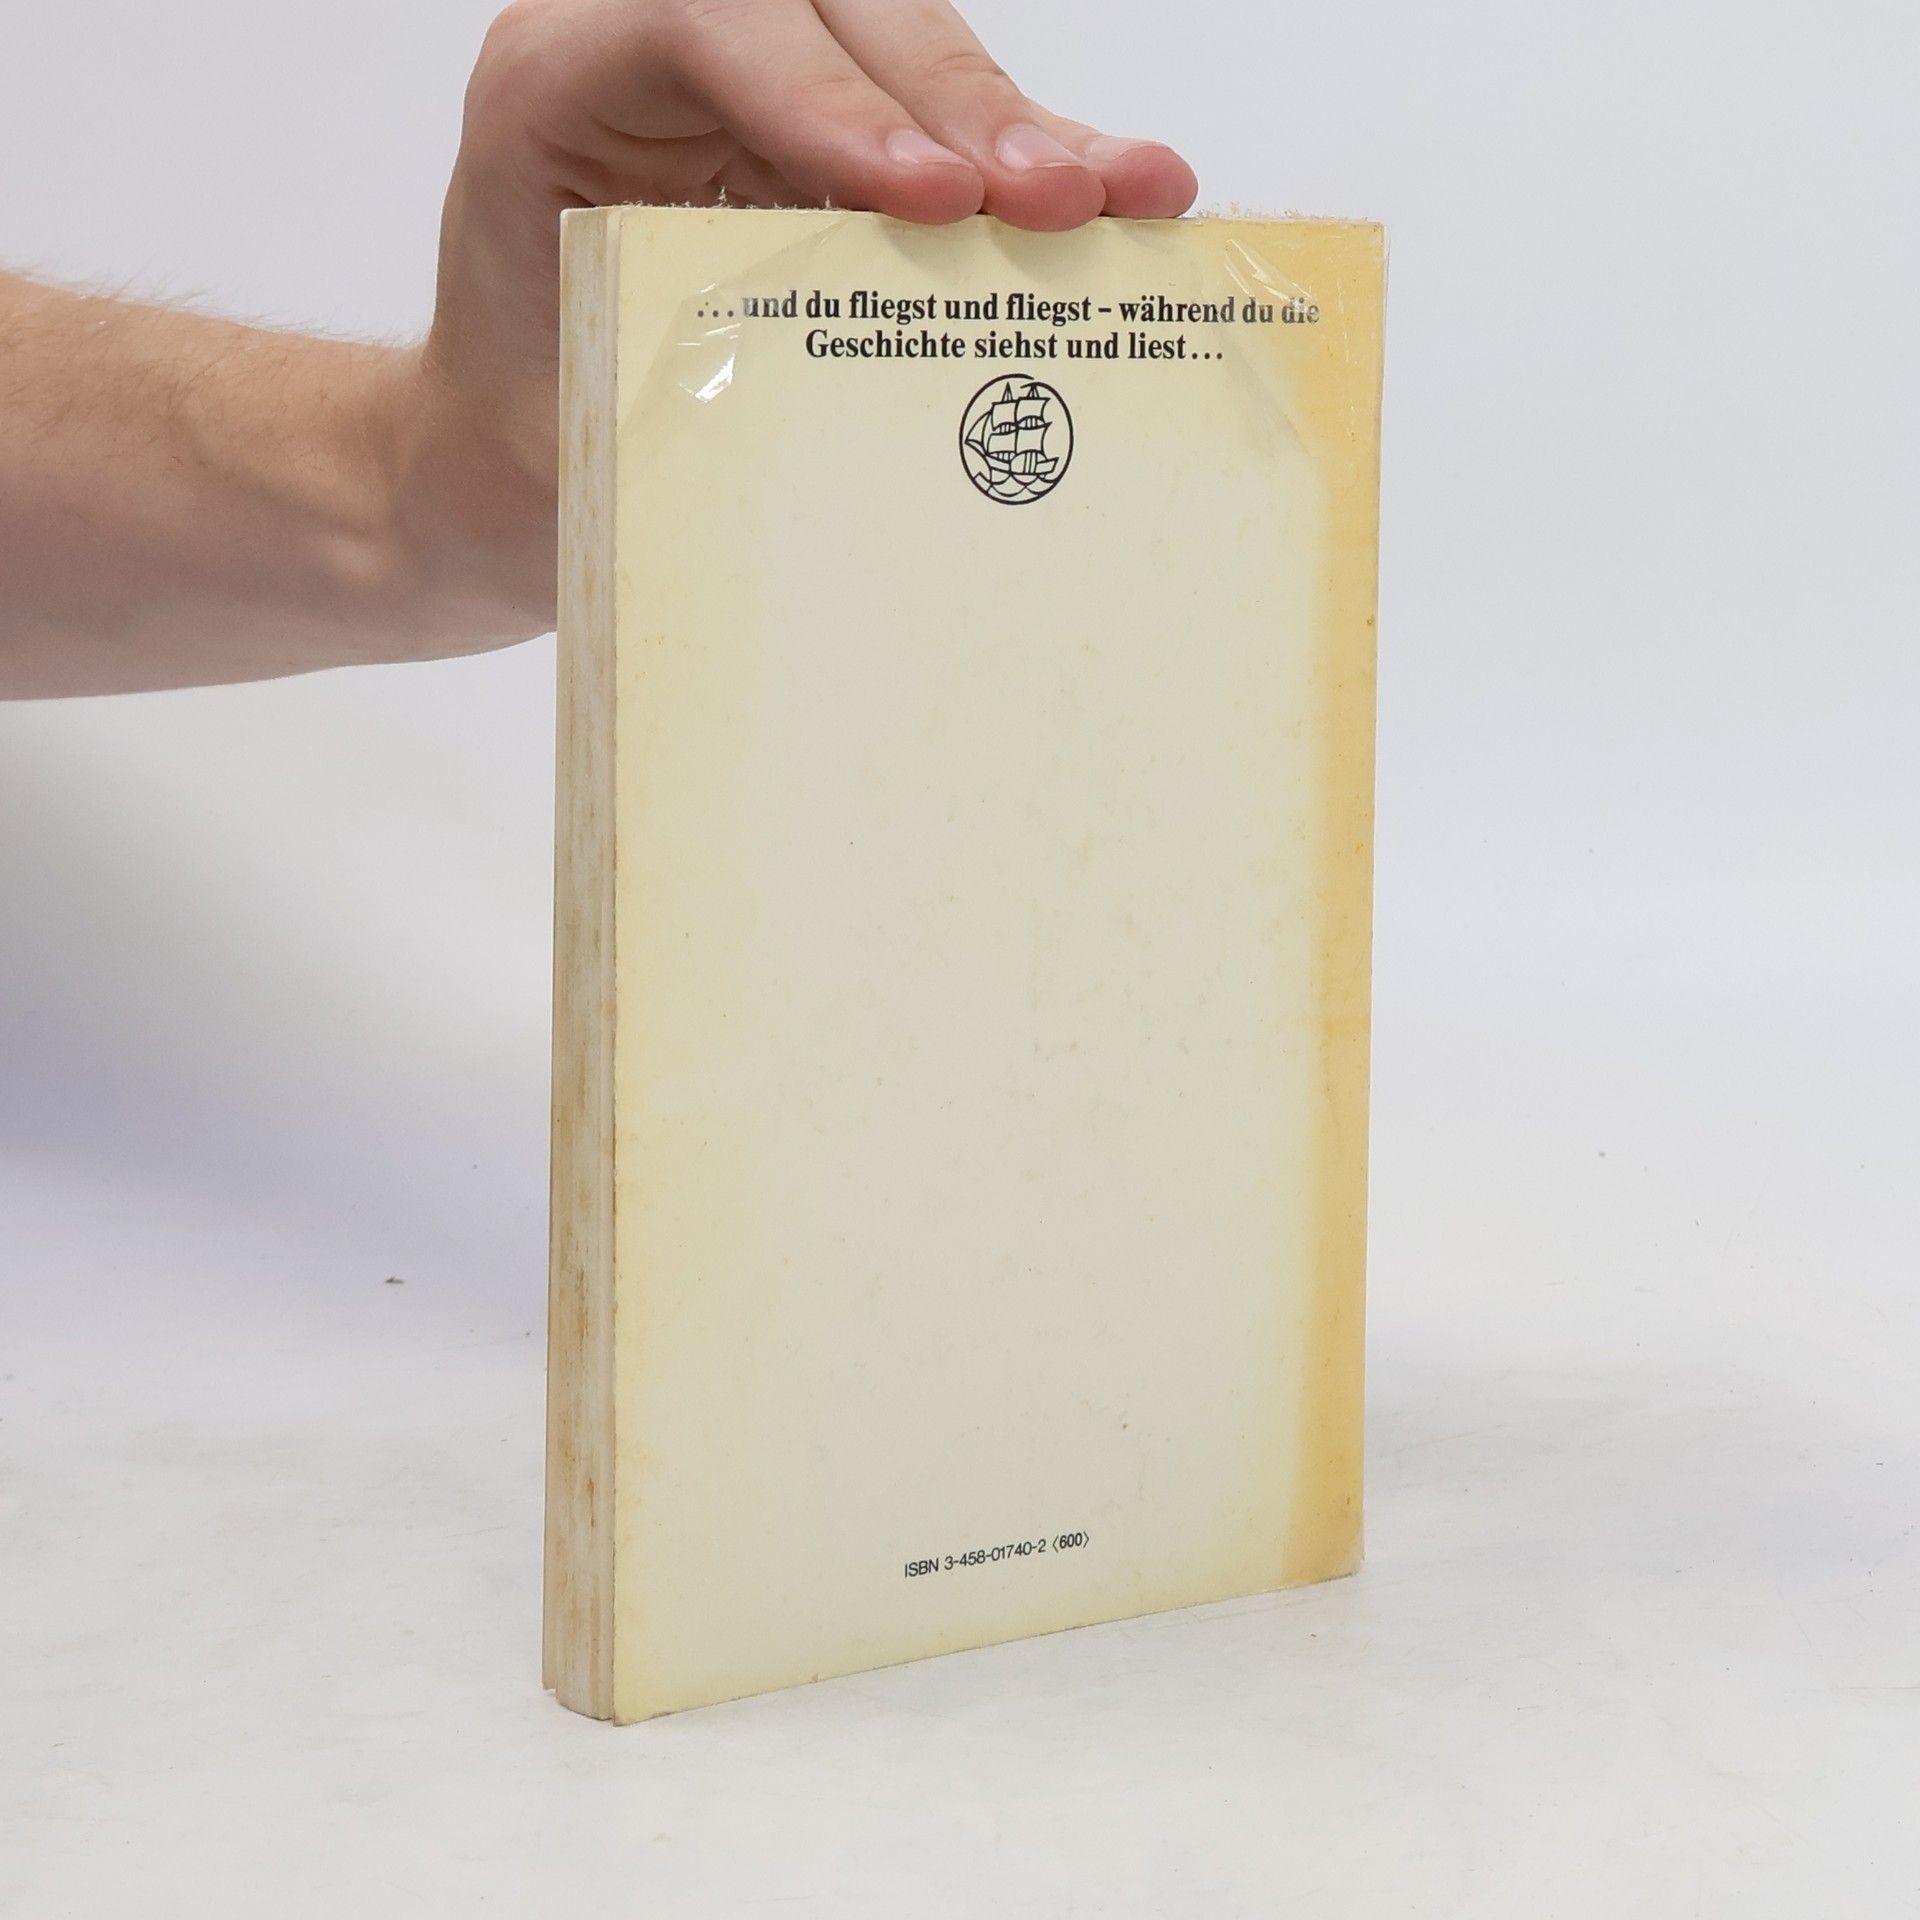 ... und du fliegst und fliegst – während du die
Geschichte siehst und liest...
ISBN 3-458-01740-2 〈600〉